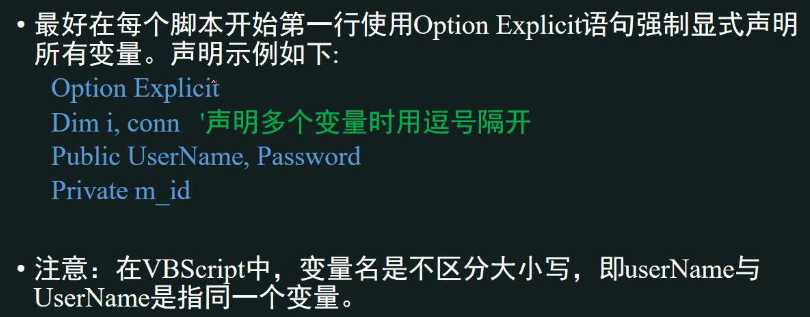 • 最好在每个脚本开始第一行使用Option Explicit语句强制显式声明
所有变量。声明示例如下:
Option Explicit
Dim i, conn '声明多个变量时用逗号隔开
Public UserName, Password
Private m_id
• 注意：在VBScript中，变量名是不区分大小写，即userName与
UserName是指同一个变量。